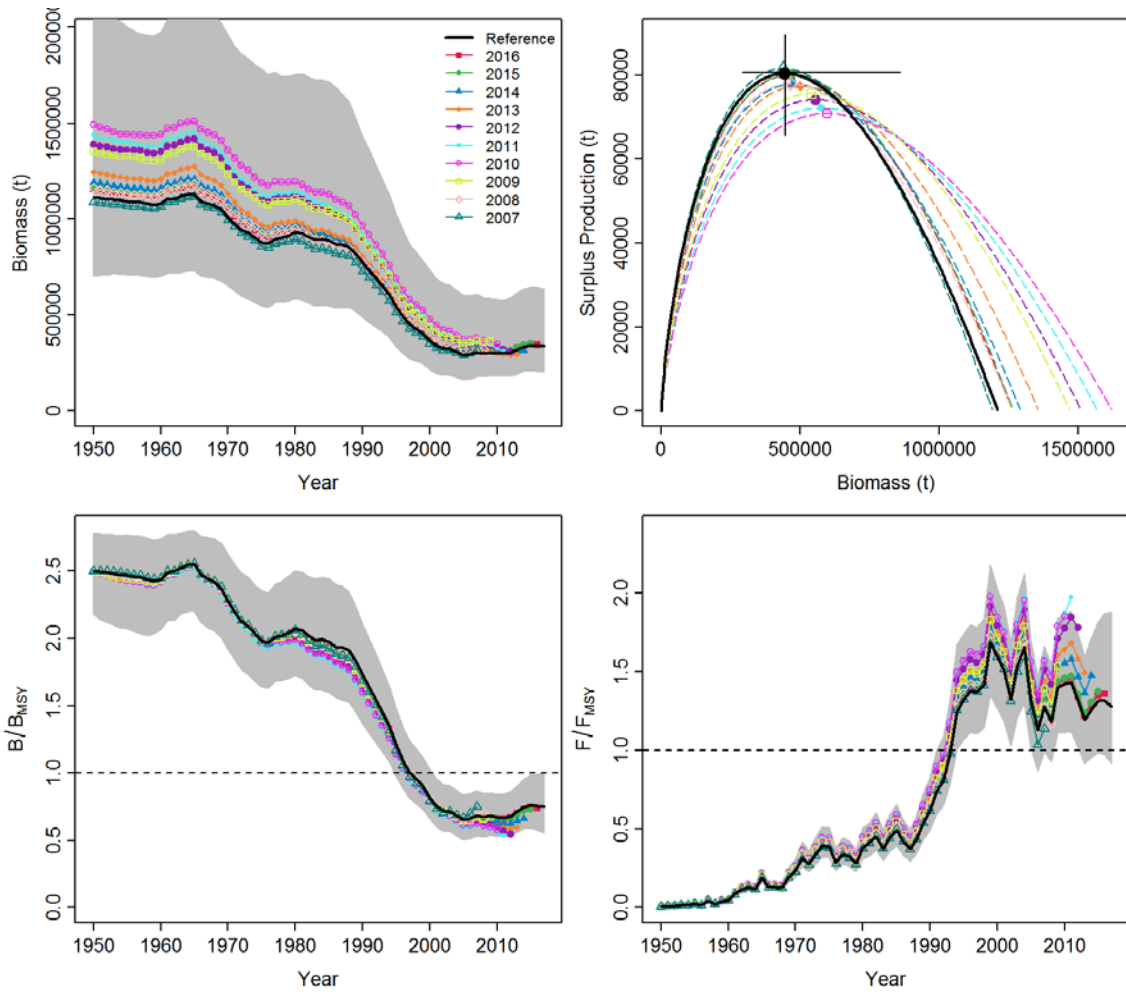 Biomass (t)
0
500000
1000000
1500000
200000
1950 1960 1970 1980 1990 2000 2010
Year
Reference
2016
2015
2014
2013
2012
2011
2010
2009
2008
2007
Surplus Production (t)
0
20000
40000
60000
80000
0 500000 1000000 1500000
Biomass (t)
B/BMSY
0.0
0.5
1.0
1.5
2.0
2.5
1950 1960 1970 1980 1990 2000 2010
Year
F/FMSY
0.0
0.5
1.0
1.5
2.0
1950 1960 1970 1980 1990 2000 2010
Year